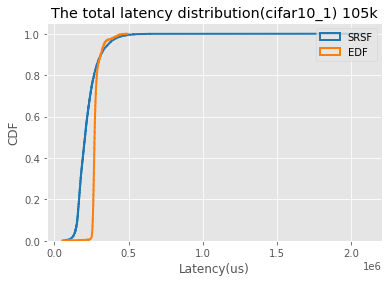 The total latency distribution(cifar10_1) 105k
1.0
0.8
0.6
0.4
0.2
0.0
CDF
SRSF
EDF
0.0 0.5 1.0 1.5 2.0
1e6
Latency(us)